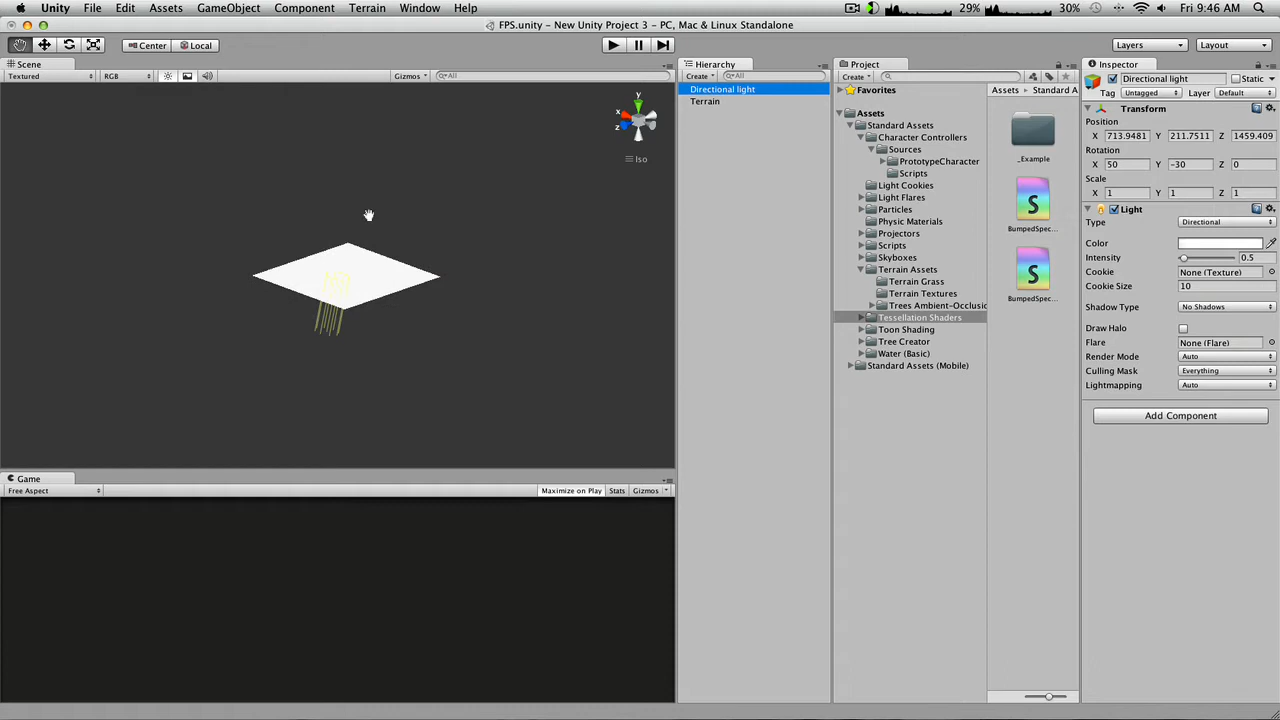 Unity File Edit Assets GameObject Component Terrain Window Help 29% 30% Fri 9:46 AM
FPS.unity - New Unity Project 3 - PC, Mac & Linux Standalone
Center Local Layers Layout
Scene
Textured RGB Gizmos All
y
x
z
Iso
Game
Free Aspect Maximize on Play Stats Gizmos
Hierarchy
Create All
Directional light
Terrain
Project
Create
Favorites
Assets
Standard Assets
Character Controllers
Sources
PrototypeCharacter
Scripts
Light Cookies
Light Flares
Particles
Physic Materials
Projectors
Scripts
Skyboxes
Terrain Assets
Terrain Grass
Terrain Textures
Trees Ambient-Occlusio
Tessellation Shaders
Toon Shading
Tree Creator
Water (Basic)
Standard Assets (Mobile)
Assets Standard A
_Example
S
BumpedSpec...
S
BumpedSpec...
Inspector
Directional light Static
Tag Untagged Layer Default
Transform
Position
X 713.9481 Y 211.7511 Z 1459.409
Rotation
X 50 Y -30 Z 0
Scale
X 1 Y 1 Z 1
Light
Type Directional
Color
Intensity 0.5
Cookie None (Texture)
Cookie Size 10
Shadow Type No Shadows
Draw Halo
Flare None (Flare)
Render Mode Auto
Culling Mask Everything
Lightmapping Auto
Add Component